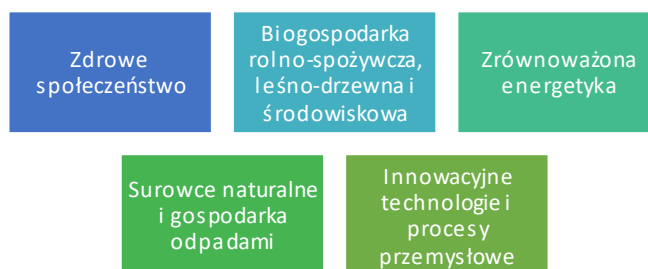 Zdrowe
społeczeństwo
Biogospodarka
rolno-spożywcza,
leśno-drzewna i
środowiskowa
Zrównoważona
energetyka
Surowce naturalne
i gospodarka
odpadami
Innowacyjne
technologie i
procesy
przemysłowe